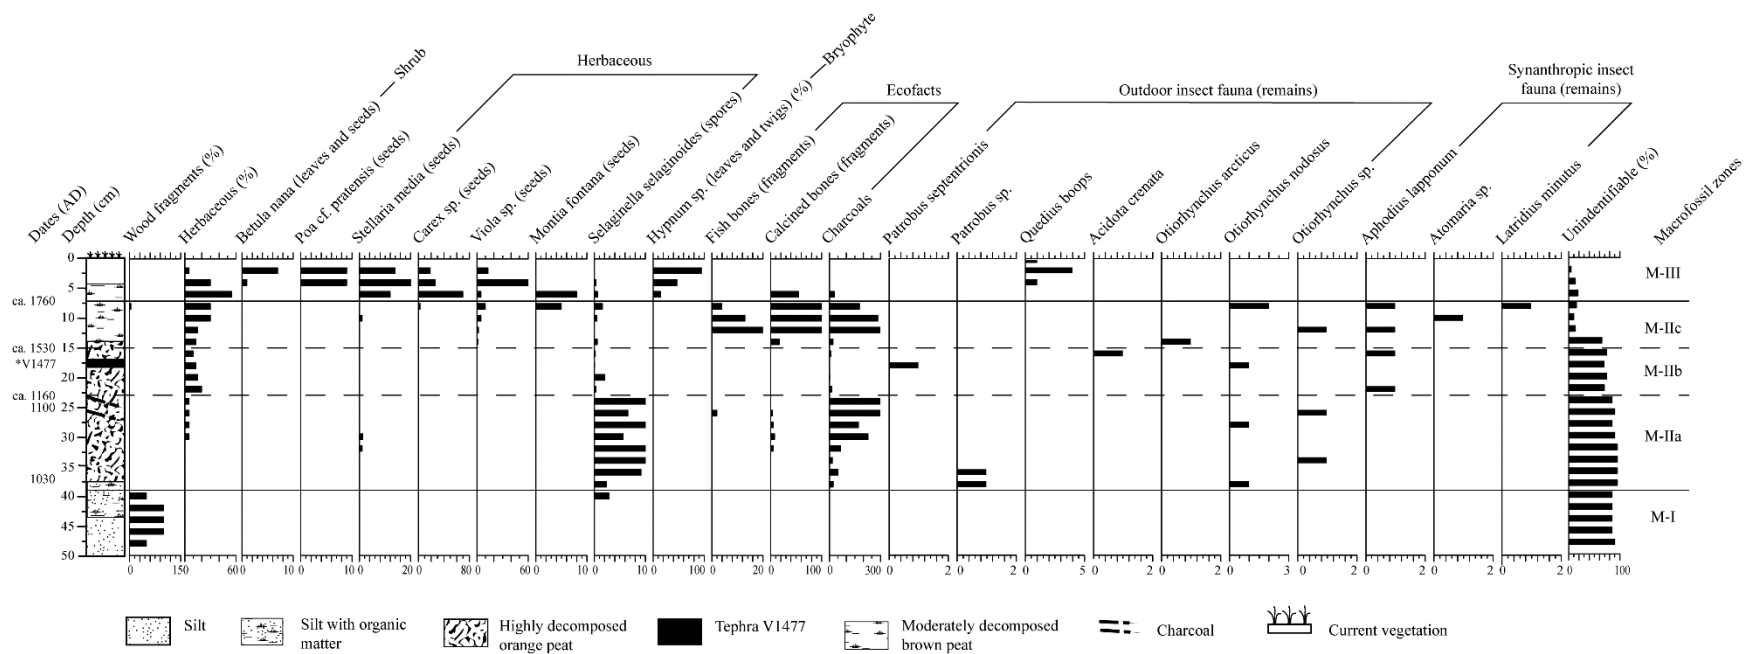 Herbaceous
Ecofacts
Outdoor insect fauna (remains)
Synanthropic insect
fauna (remains)
Dates (AD)
Depth (cm)
Wood fragments (%)
Herbaceous (%)
Betula nana (leaves and seeds) — Shrub
Poa cf. pratensis (seeds)
Stellaria media (seeds)
Carex sp. (seeds)
Viola sp. (seeds)
Montia fontana (seeds)
Selaginella selaginoides (spores)
Hypnum sp. (leaves and twigs) (%) — Bryophyte
Fish bones (fragments)
Calcined bones (fragments)
Charcoals
Patrobus septentrionis
Patrobus sp.
Quedius boops
Acidota crenata
Otiorhynchus arcticus
Otiorhynchus nodosus
Otiorhynchus sp.
Aphodius lapponum
Atomaria sp.
Latridius minutus
Unidentifiable (%)
Macrofossil zones
0
5
ca. 1760
10
ca. 1530
15
*V1477
20
ca. 1160
1100
25
30
35
1030
40
45
50
M-III
M-IIc
M-IIb
M-IIa
M-I
0 150 60 0 10 0 10 0 20 0 80 0 60 0 10 0 10 0 100 0 20 0 100 0 300 0 2 0 2 0 5 0 2 0 2 0 3 0 2 0 2 0 2 0 2 0 100
Silt
Silt with organic
matter
Highly decomposed
orange peat
Tephra V1477
Moderately decomposed
brown peat
Charcoal
Current vegetation